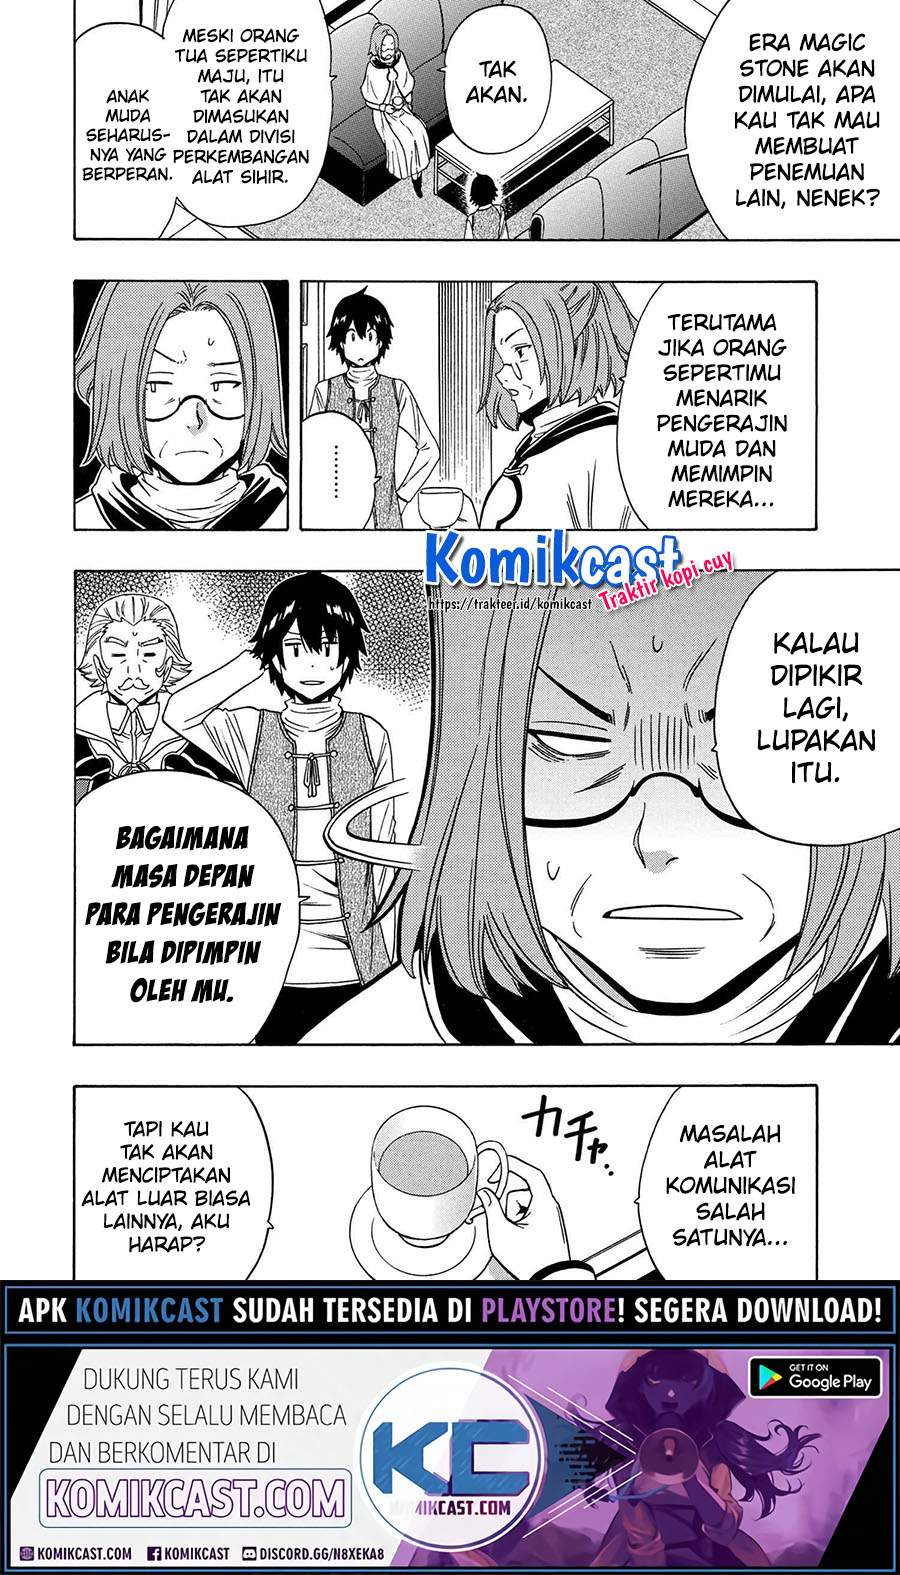 ERA MAGIC
STONE AKAN
DIMULAI, APA
KAU TAK MAU
MEMBUAT
PENEMUAN
LAIN, NENEK?
TAK
AKAN.
MESKI ORANG
TUA SEPERTIKU
MAJU, ITU
TAK AKAN
DIMASUKAN
DALAM DIVISI
PERKEMBANGAN
ALAT SIHIR.
ANAK
MUDA
SEHARUS-
NYA YANG
BERPERAN.
TERUTAMA
JIKA ORANG
SEPERTIMU
MENARIK
PENGERAJIN
MUDA DAN
MEMIMPIN
MEREKA...
.........
Komikcast
Traktir kopi cuy
https://trakteer.id/komikcast
KALAU
DIPIKIR
LAGI,
LUPAKAN
ITU.
BAGAIMANA
MASA DEPAN
PARA PENGERAJIN
BILA DIPIMPIN
OLEH MU.
MASALAH
ALAT
KOMUNIKASI
SALAH
SATUNYA...
カチャ..
TAPI KAU
TAK AKAN
MENCIPTAKAN
ALAT LUAR BIASA
LAINNYA, AKU
HARAP?
APK KOMIKCAST SUDAH TERSEDIA DI PLAYSTORE! SEGERA DOWNLOAD!
DUKUNG TERUS KAMI
DENGAN SELALU MEMBACA
DAN BERKOMENTAR DI
KOMIKCAST.COM
KOMIKCAST.COM KOMIKCAST DISCORD.GG/N8XEKA8
KC
KOMIKCAST.COM
GET IT ON
Google Play